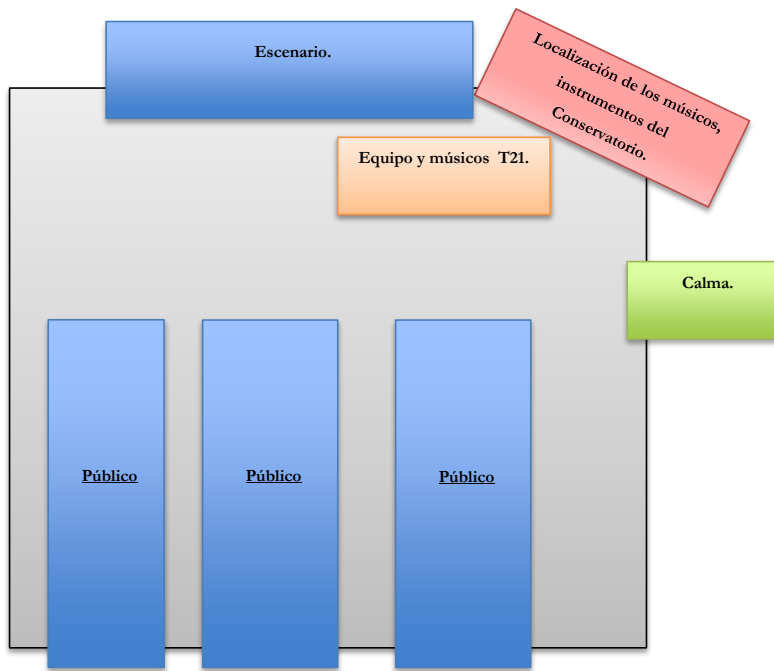 Escenario.
Localización de los músicos,
instrumentos del
Conservatorio.
Equipo y músicos T21.
Calma.
Público
Público
Público